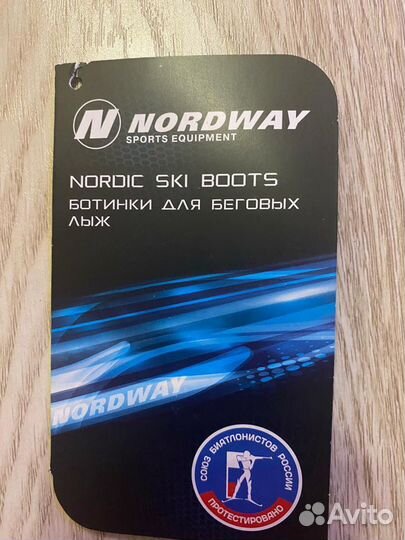 N NORDWAY
SPORTS EQUIPMENT
NORDIC SKI BOOTS
БОТИНКИ ДЛЯ БЕГОВЫХ
ЛЫЖ
NORDWAY
СОЮЗ БИАТЛОНИСТОВ РОССИИ
ПРОТЕСТИРОВАНО
Avito